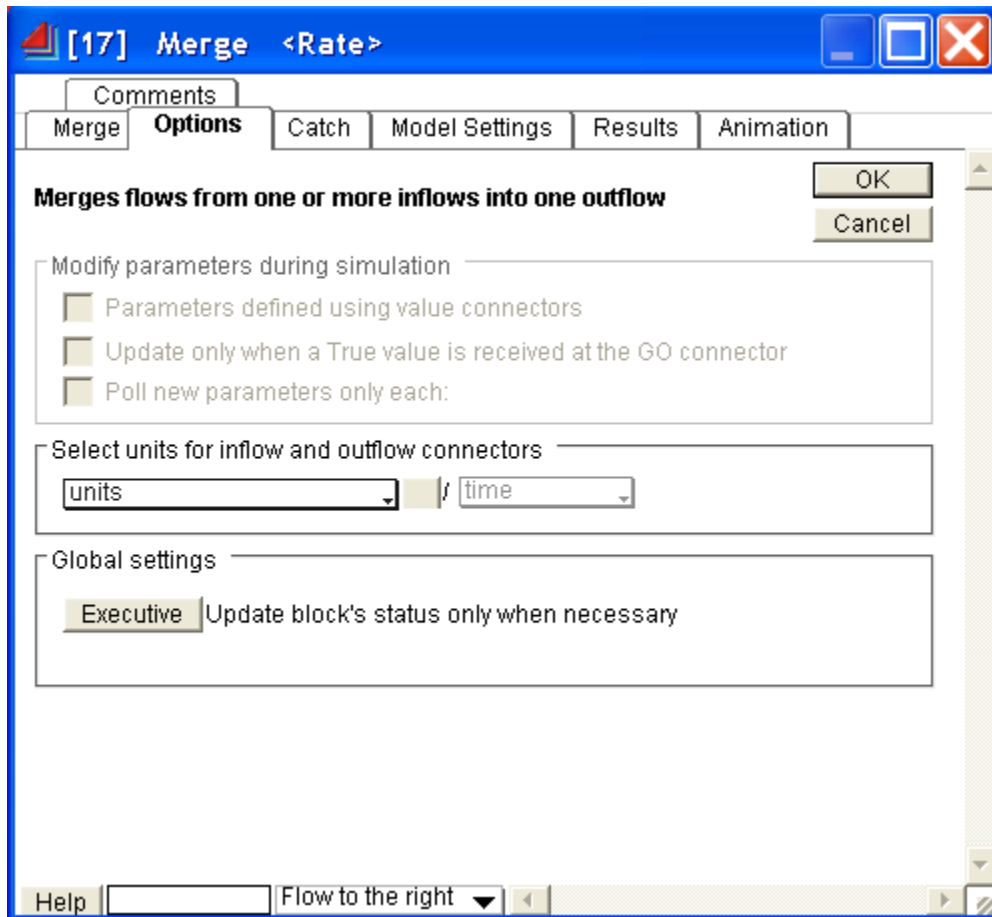 [17] Merge <Rate>
Comments
Merge Options Catch Model Settings Results Animation
Merges flows from one or more inflows into one outflow
OK
Cancel
Modify parameters during simulation
Parameters defined using value connectors
Update only when a True value is received at the GO connector
Poll new parameters only each:
Select units for inflow and outflow connectors
units / time
Global settings
Executive Update block's status only when necessary
Help Flow to the right